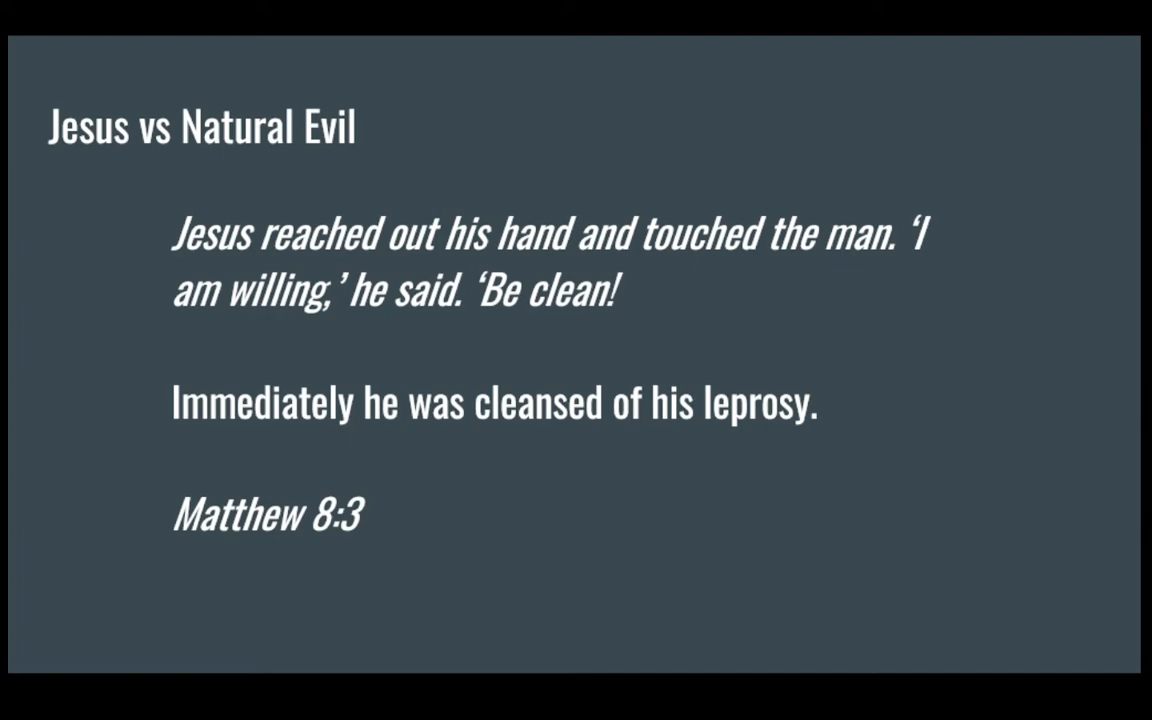 Jesus vs Natural Evil
Jesus reached out his hand and touched the man. ‘I
am willing,’ he said. ‘Be clean!
Immediately he was cleansed of his leprosy.
Matthew 8:3